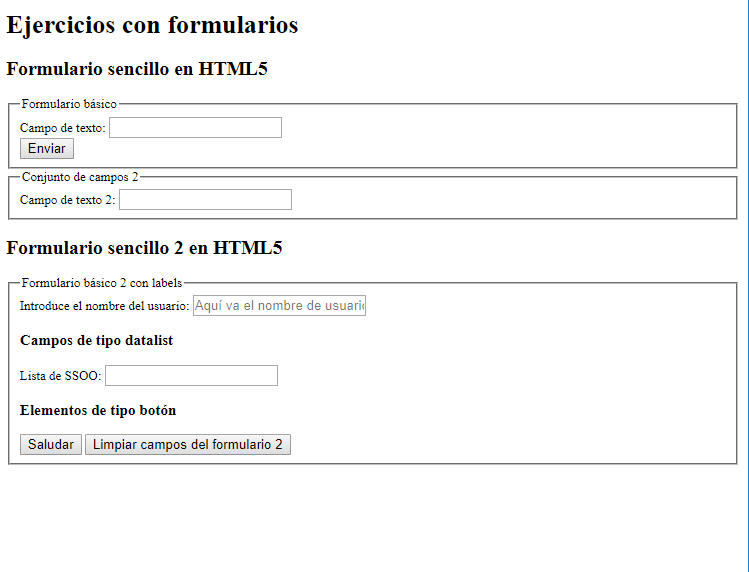 Ejercicios con formularios
Formulario sencillo en HTML5
Formulario básico
Campo de texto:
Enviar
Conjunto de campos 2
Campo de texto 2:
Formulario sencillo 2 en HTML5
Formulario básico 2 con labels
Introduce el nombre del usuario: Aquí va el nombre de usuari
Campos de tipo datalist
Lista de SSOO:
Elementos de tipo botón
Saludar Limpiar campos del formulario 2